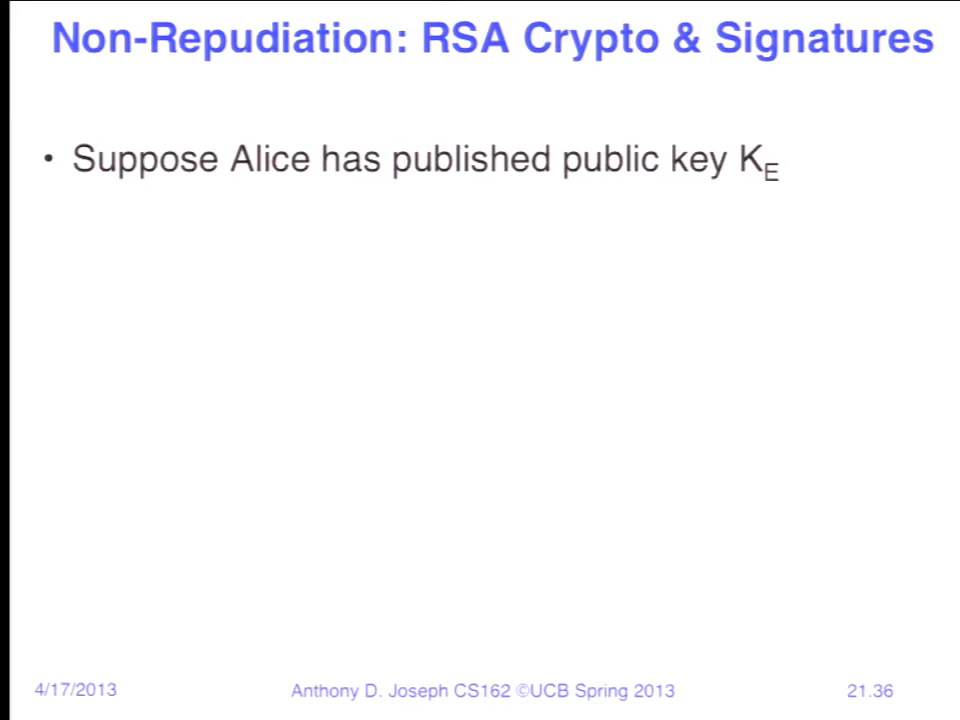 Non-Repudiation: RSA Crypto & Signatures
• Suppose Alice has published public key K_E
4/17/2013 Anthony D. Joseph CS162 ©UCB Spring 2013 21.36